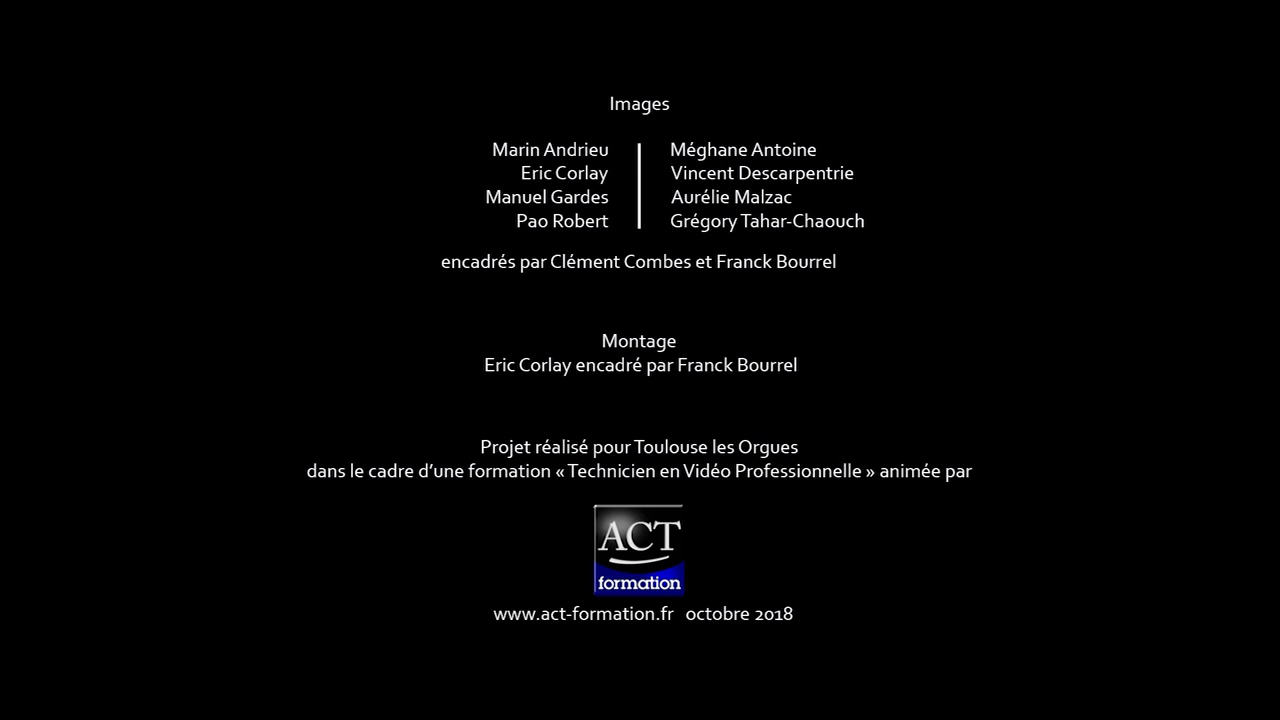 Images
Marin Andrieu
Eric Corlay
Manuel Gardes
Pao Robert
Méghane Antoine
Vincent Descarpentrie
Aurélie Malzac
Grégory Tahar-Chaouch
encadrés par Clément Combes et Franck Bourrel
Montage
Eric Corlay encadré par Franck Bourrel
Projet réalisé pour Toulouse les Orgues
dans le cadre d’une formation « Technicien en Vidéo Professionnelle » animée par
ACT
formation
www.act-formation.fr octobre 2018